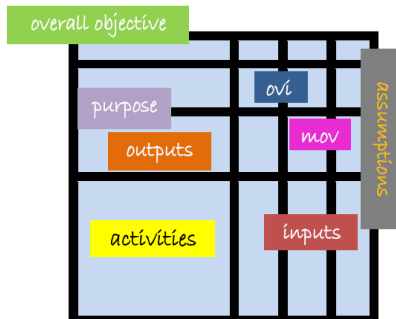 overall objective
ovi
assumptions
purpose
mov
outputs
activities
inputs